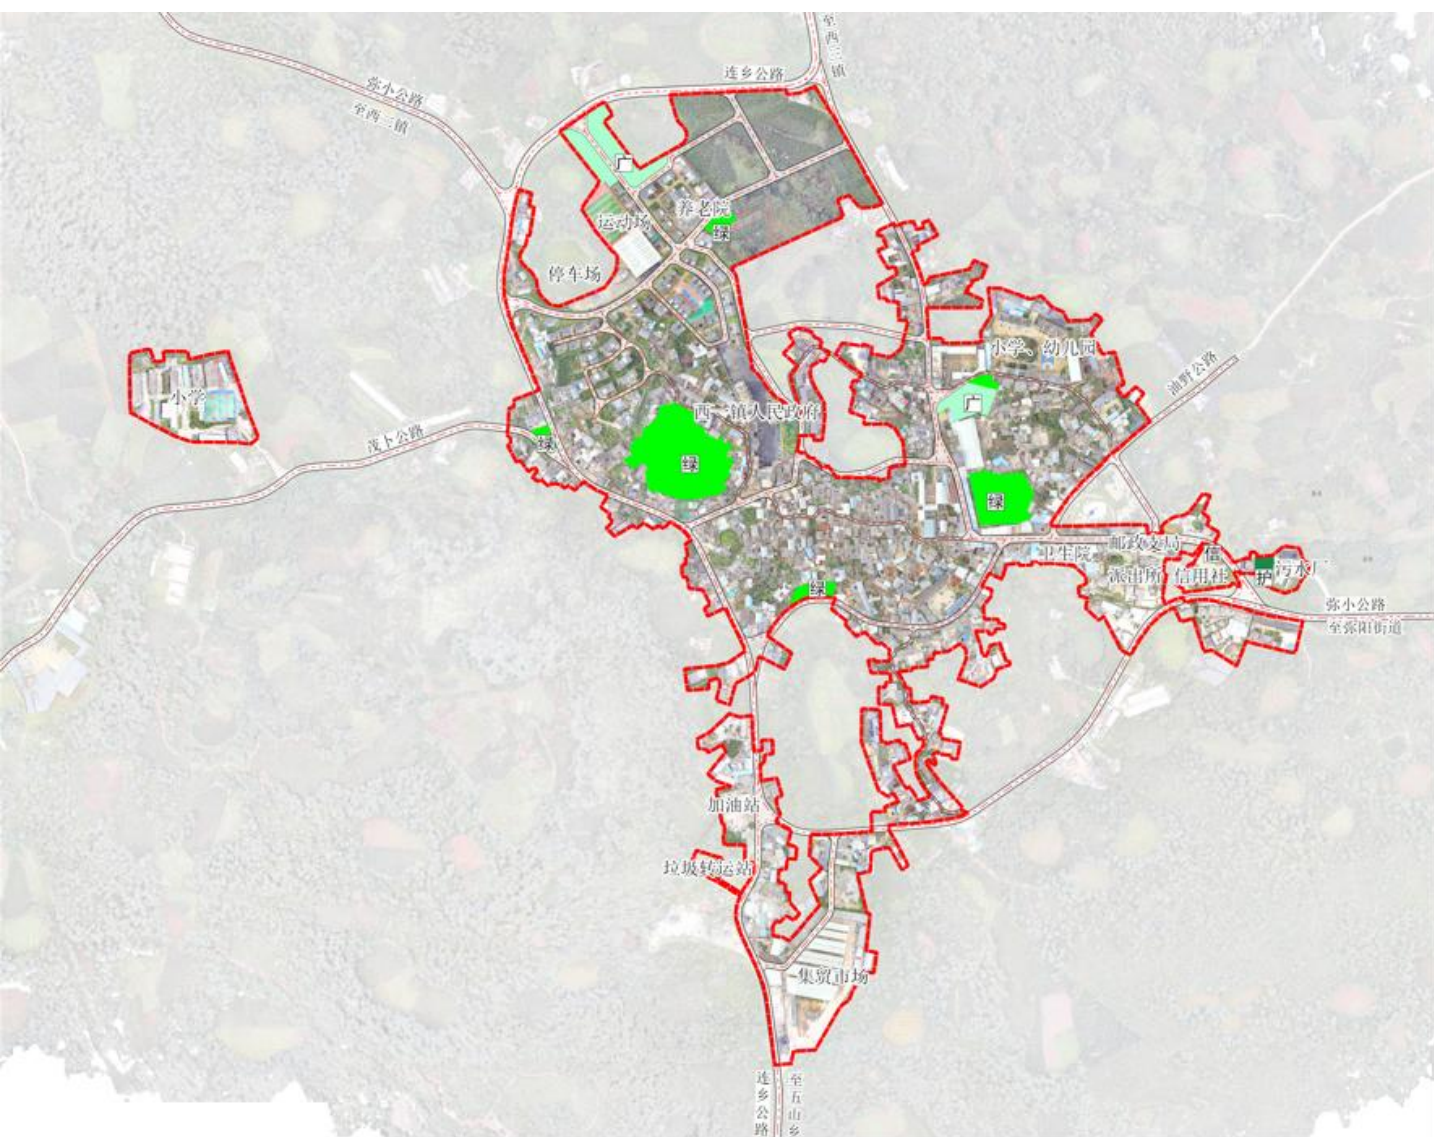 至西三镇
连乡公路
弥小公路
至西二镇
广
养老院
运动场
绿
停车场
小学、幼儿园
油野公路
小学
广
西一镇人民政府
茂卜公路
绿
绿
绿
邮政支局
卫生院
信
派出所
信用社
护
污水厂
绿
弥小公路
至弥阳街道
加油站
垃圾转运站
集贸市场
连乡公路
至五山乡